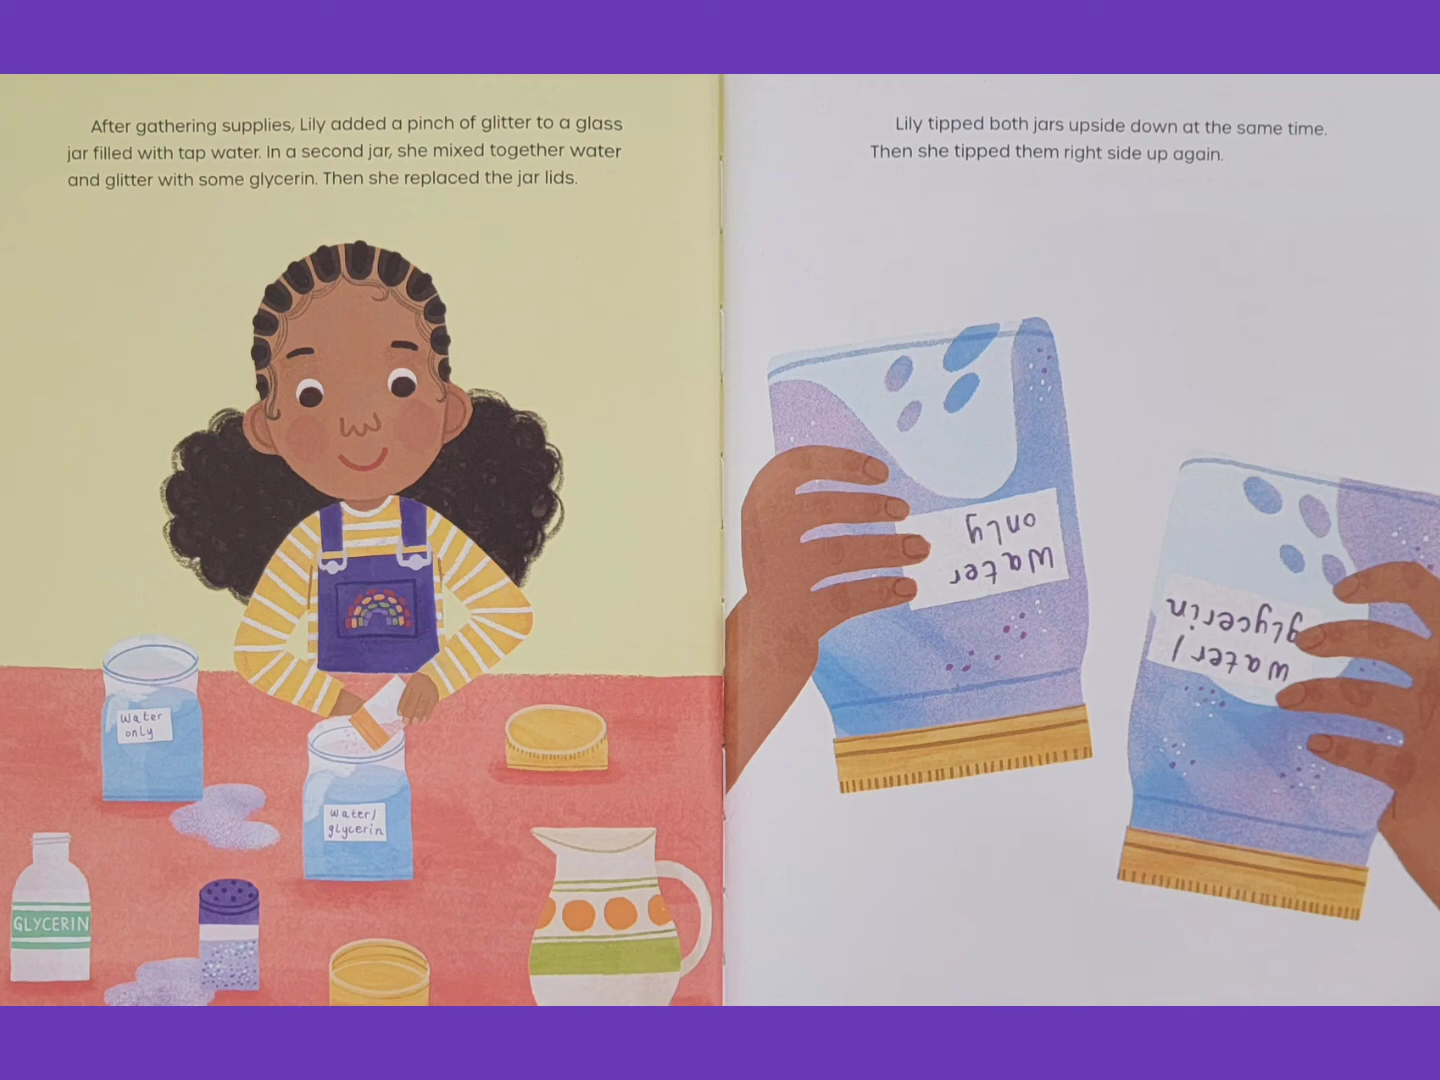 After gathering supplies, Lily added a pinch of glitter to a glass
jar filled with tap water. In a second jar, she mixed together water
and glitter with some glycerin. Then she replaced the jar lids.
Lily tipped both jars upside down at the same time.
Then she tipped them right side up again.
Water
only
Water/
glycerin
GLYCERIN
Water
only
Water/
glycerin